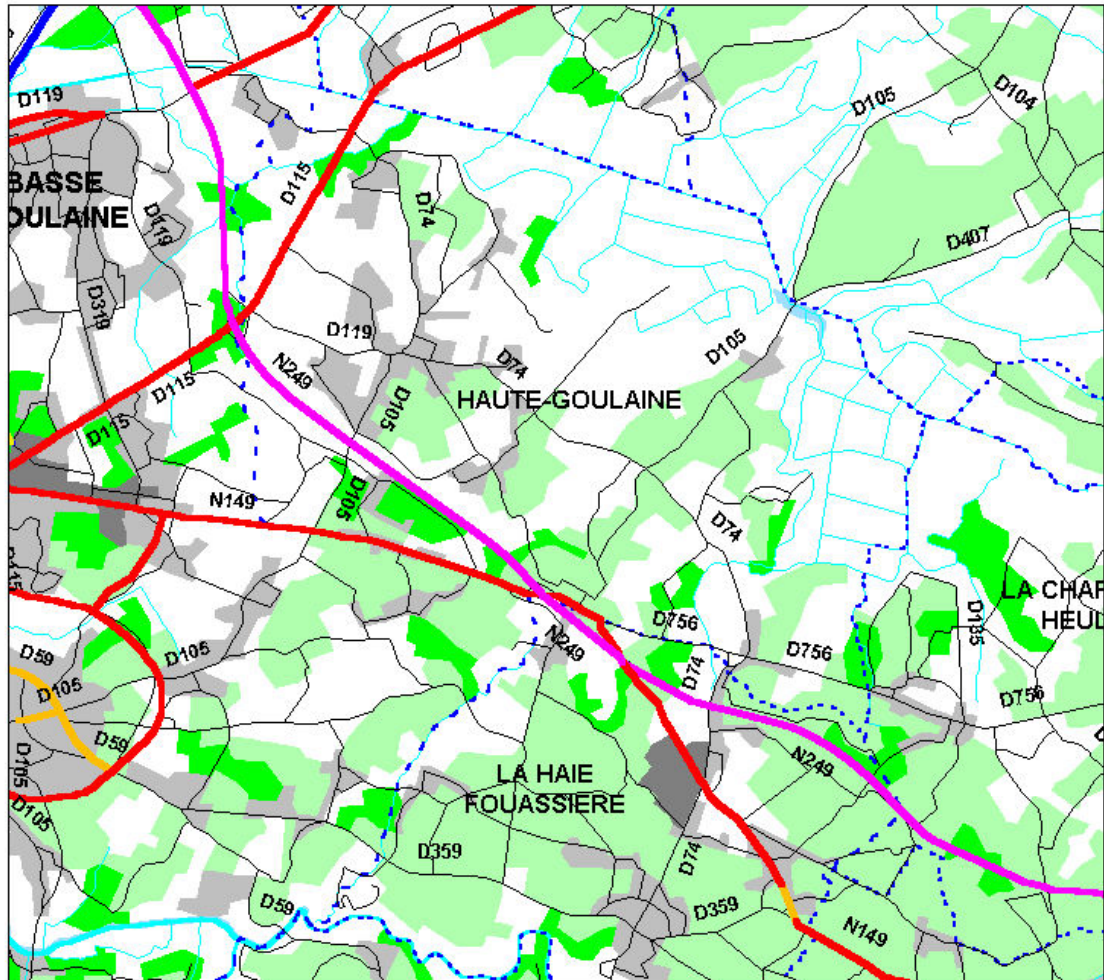 D119
D105
D104
BASSE
OULAINE
D115
D74
D119
D407
D319
D119
D105
N249
D74
D115
D105
HAUTE-GOULAINE
D115
N149
D105
D74
D115
LA CHAP
HEUL
D756
D135
N249
D59
D105
D74
D756
D756
D105
D59
D105
N249
LA HAIE
FOUASSIERE
D105
D359
D74
D59
D359
N149